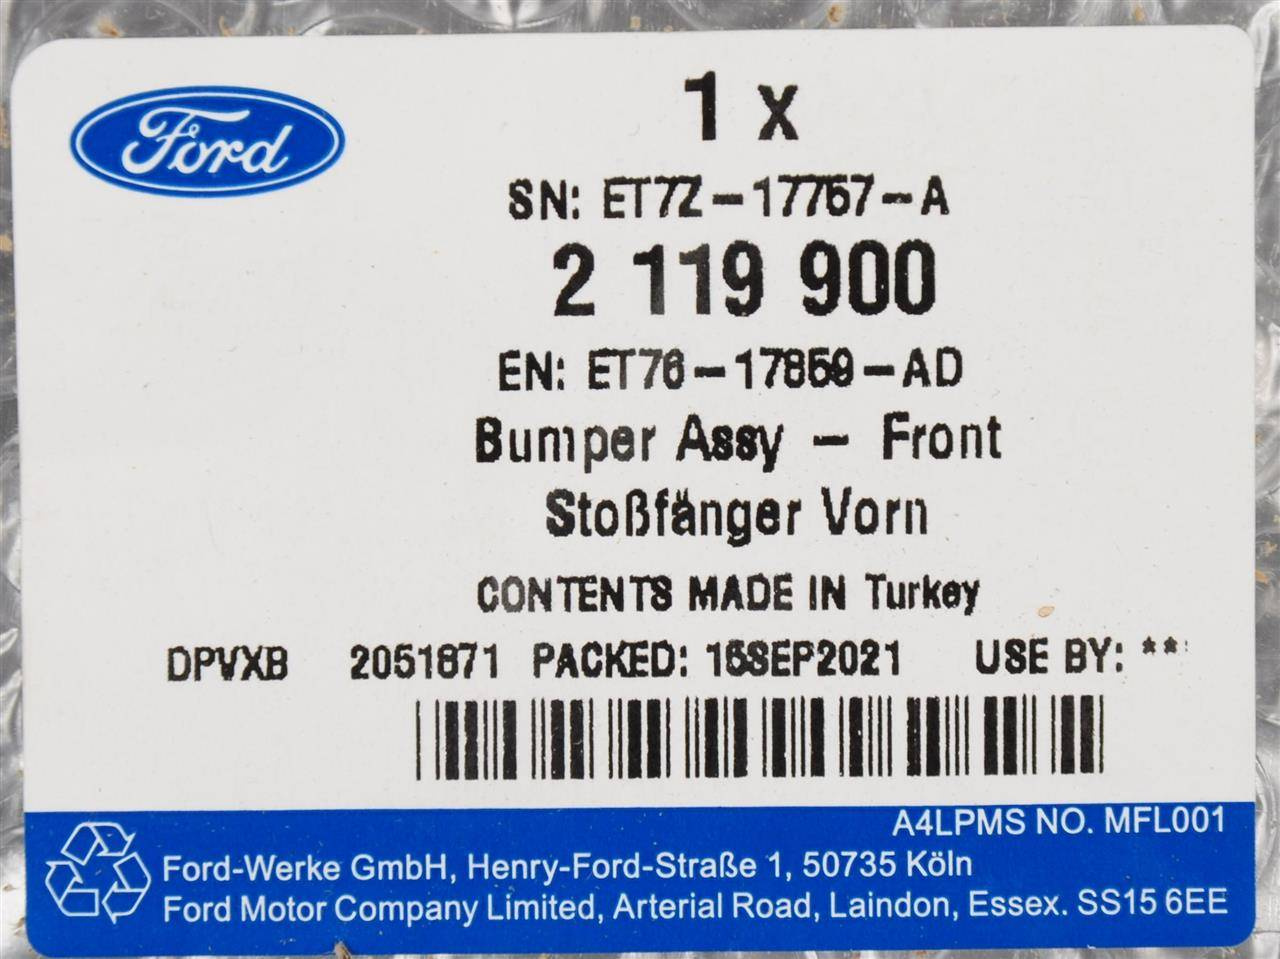 Ford
1 x
SN: ET7Z-17757-A
2 119 900
EN: ET76-17859-AD
Bumper Assy - Front
Stoßfänger Vorn
CONTENTS MADE IN Turkey
DPVXB 2051871 PACKED: 15SEP2021 USE BY: **
A4LPMS NO. MFL001
Ford-Werke GmbH, Henry-Ford-Straße 1, 50735 Köln
Ford Motor Company Limited, Arterial Road, Laindon, Essex. SS15 6EE